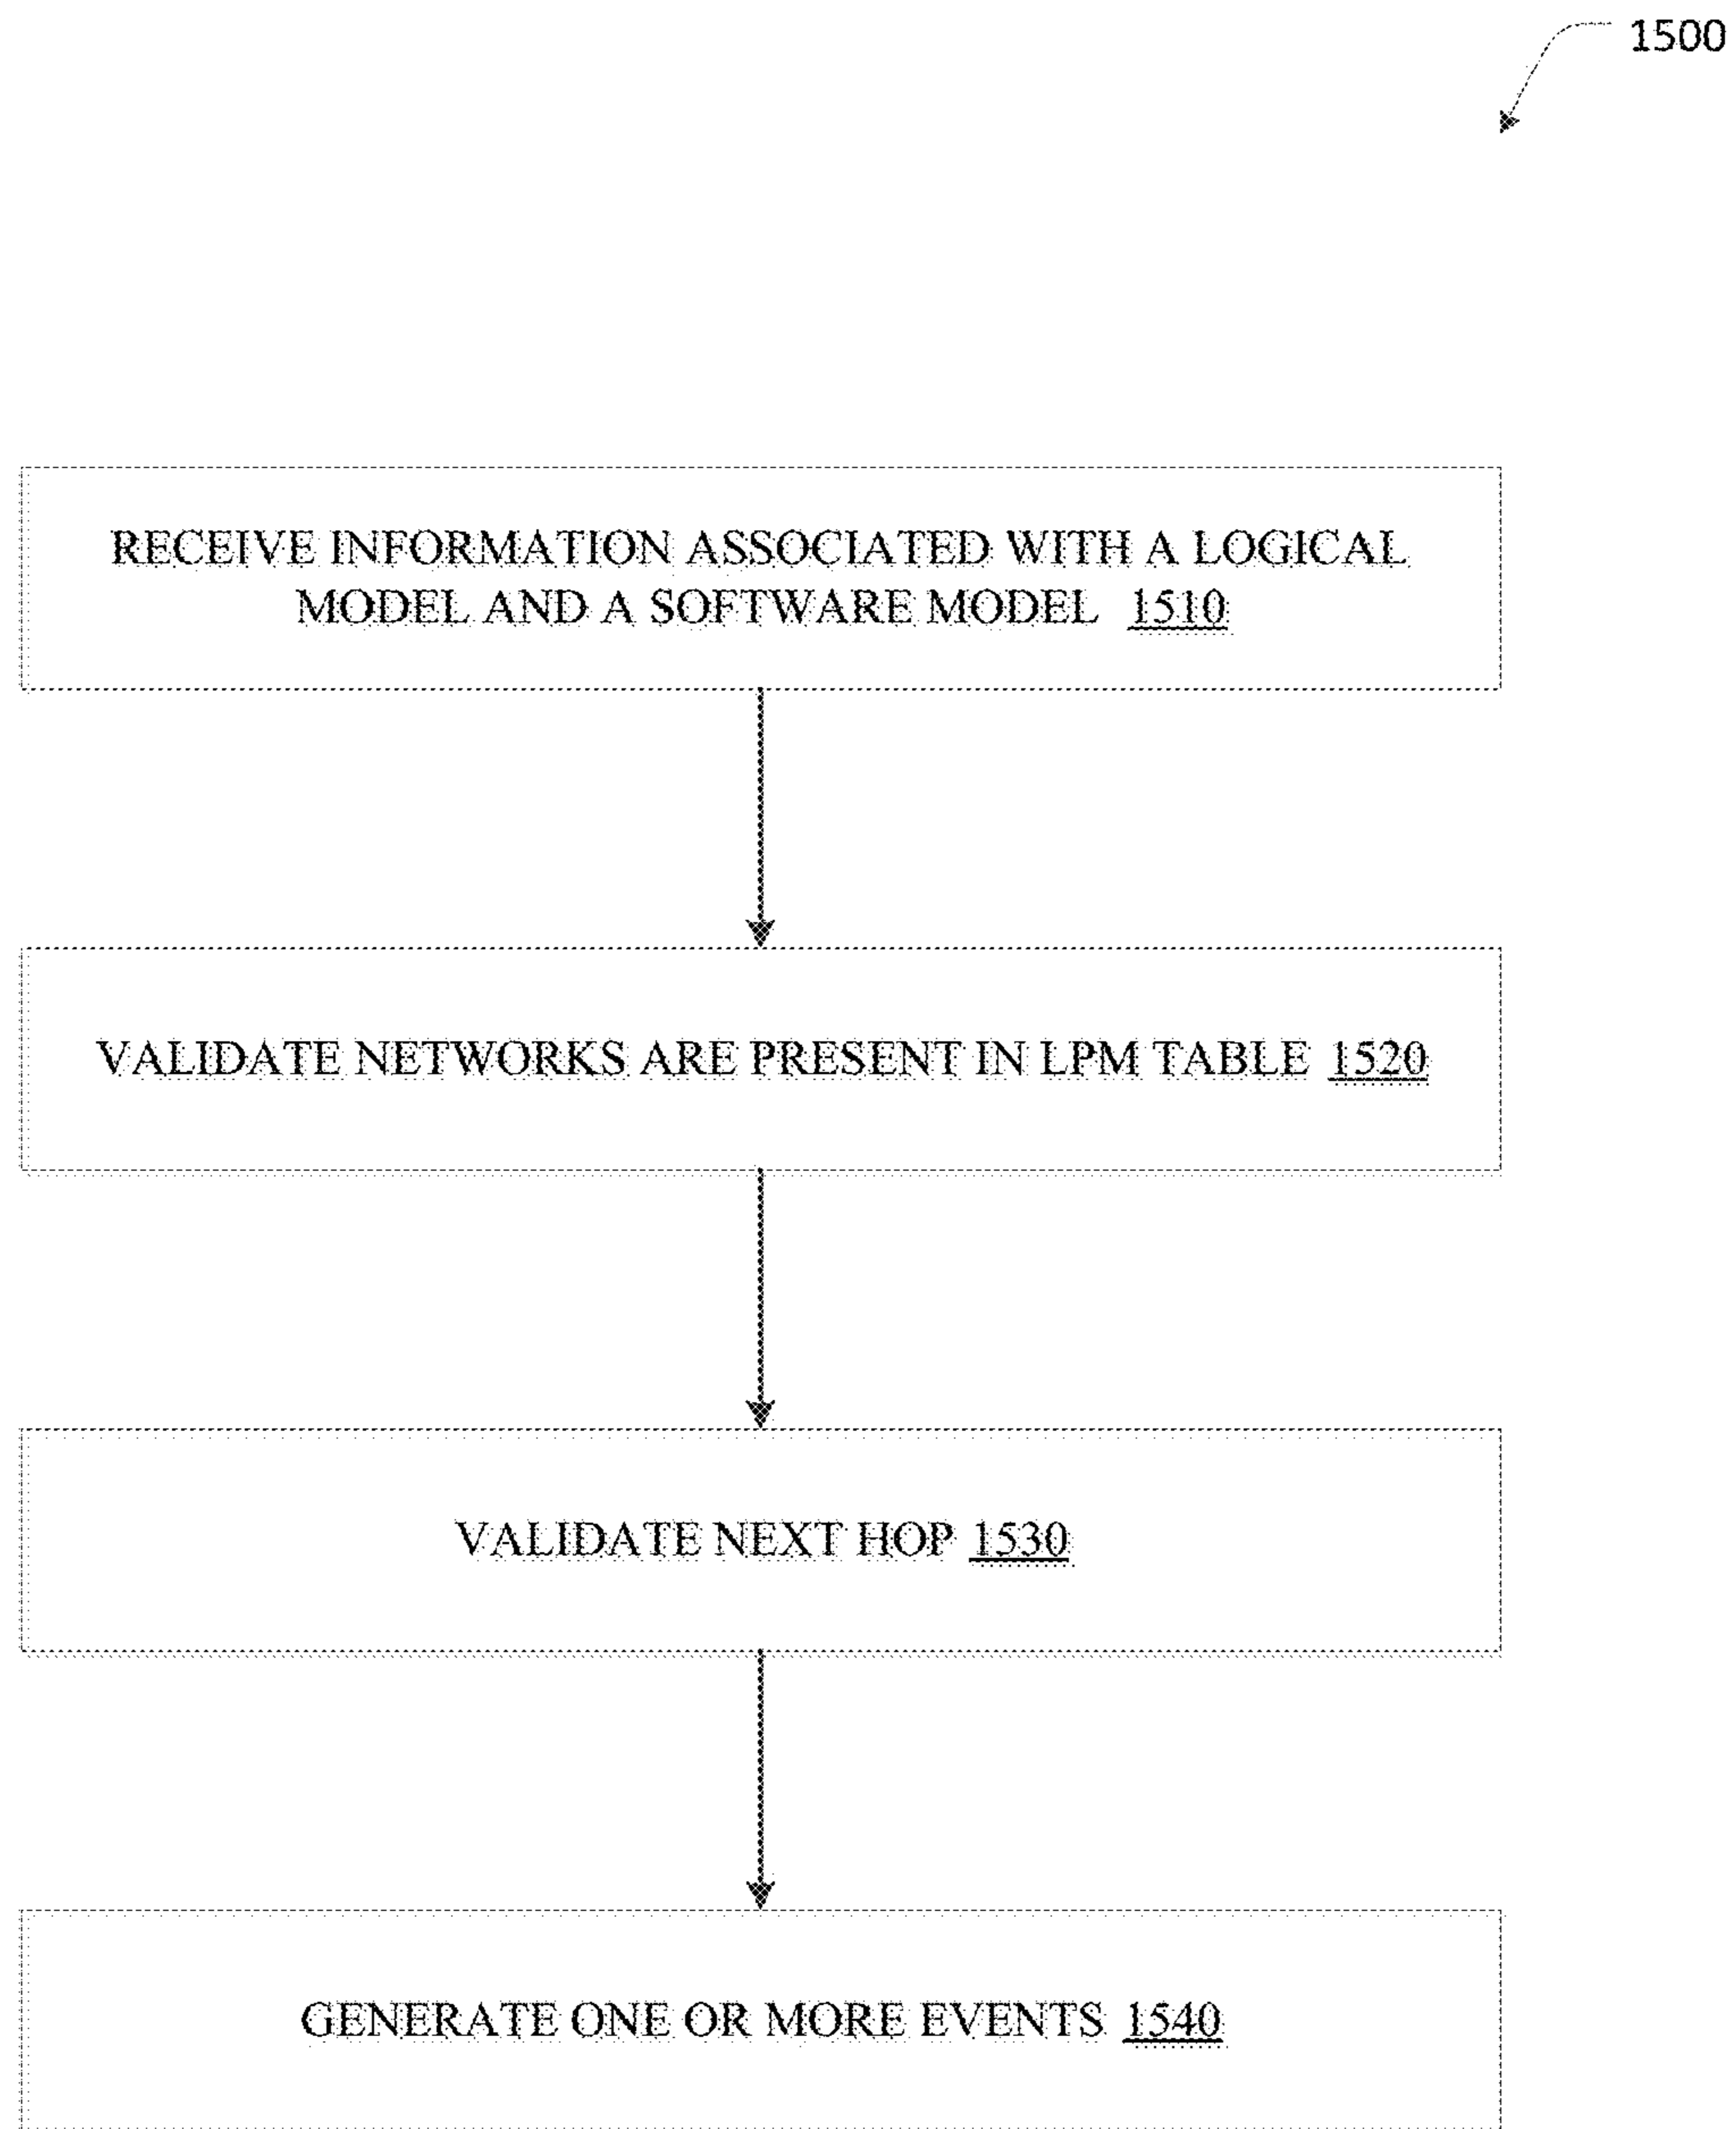 1500
RECEIVE INFORMATION ASSOCIATED WITH A LOGICAL
MODEL AND A SOFTWARE MODEL 1510
VALIDATE NETWORKS ARE PRESENT IN LPM TABLE 1520
VALIDATE NEXT HOP 1530
GENERATE ONE OR MORE EVENTS 1540